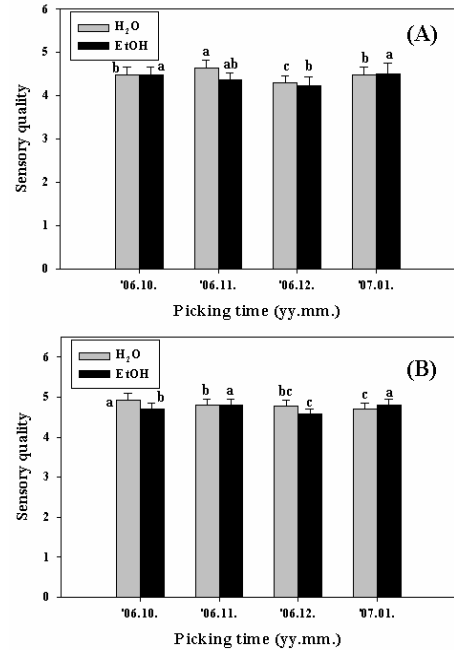 6
H₂O
EtOH
(A)
5
b a a ab c b b a
4
3
2
1
0
Sensory quality
'06.10. '06.11. '06.12. '07.01.
Picking time (yy.mm.)
6
H₂O
EtOH
(B)
5
a b b a bc c c a
4
3
2
1
0
Sensory quality
'06.10. '06.11. '06.12. '07.01.
Picking time (yy.mm.)